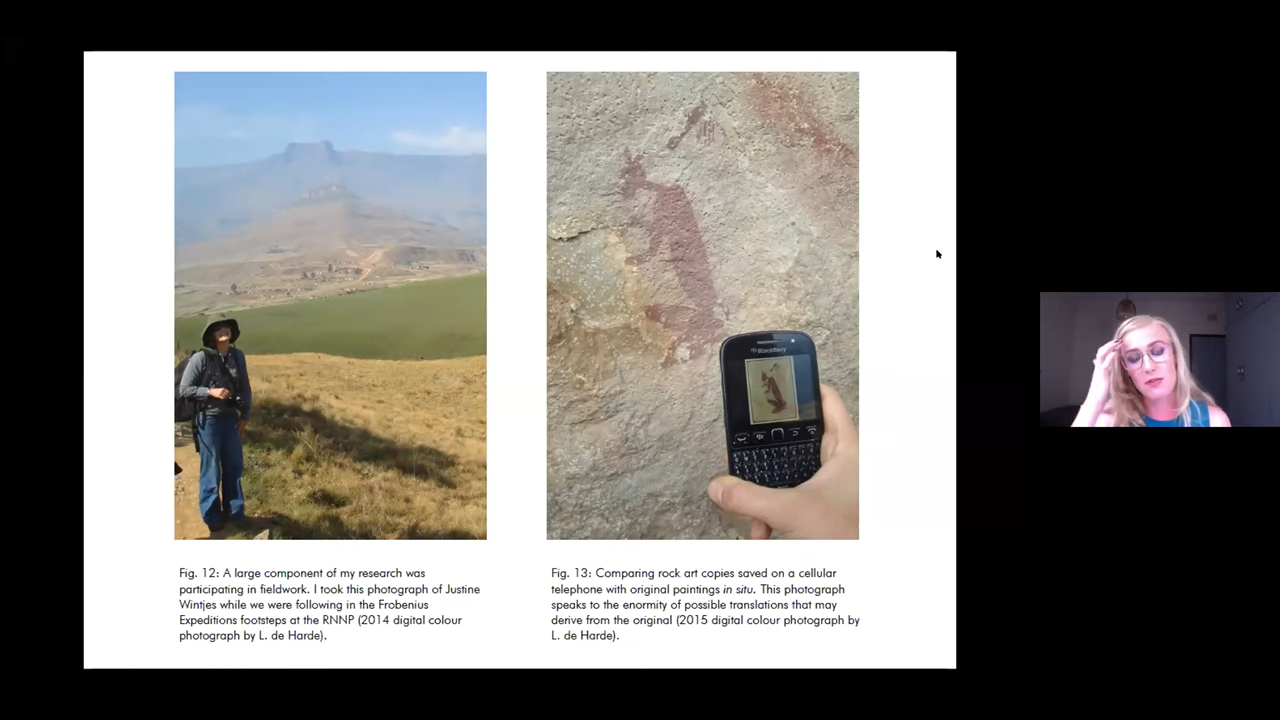 BlackBerry
Fig. 12: A large component of my research was
participating in fieldwork. I took this photograph of Justine
Wintjes while we were following in the Frobenius
Expeditions footsteps at the RNNP (2014 digital colour
photograph by L. de Harde).
Fig. 13: Comparing rock art copies saved on a cellular
telephone with original paintings in situ. This photograph
speaks to the enormity of possible translations that may
derive from the original (2015 digital colour photograph by
L. de Harde).